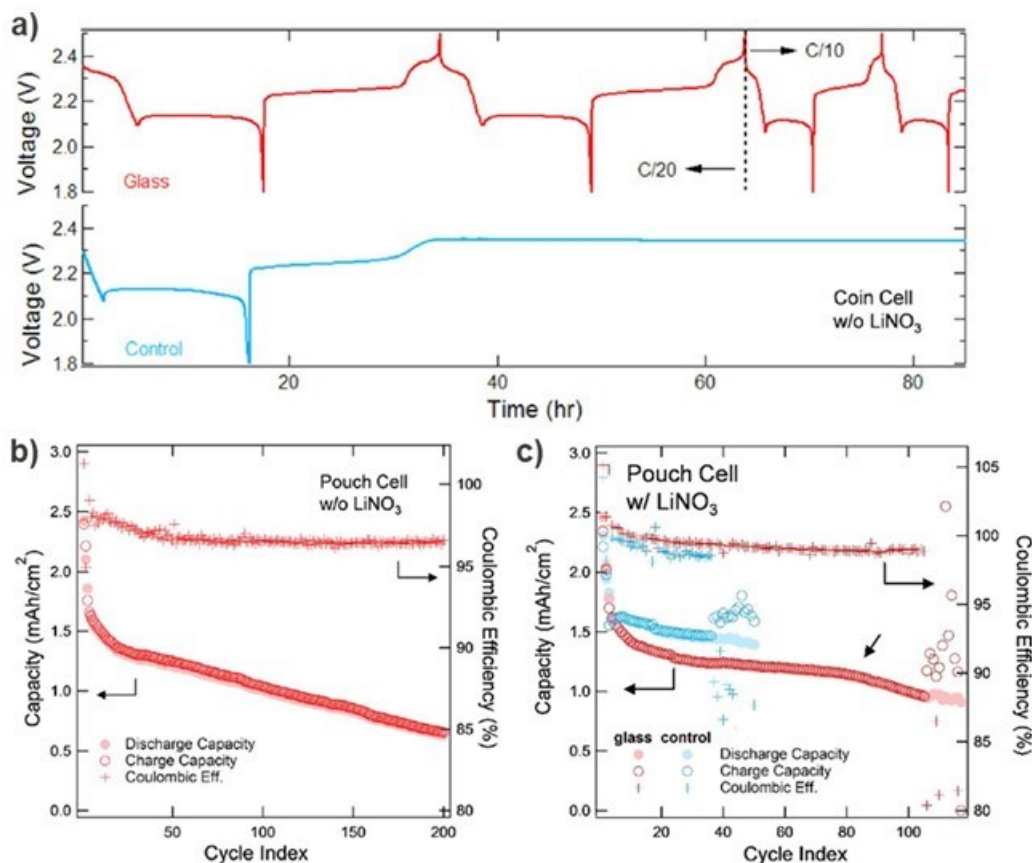 a)
Voltage (V)
2.4
2.2
2.0
1.8
Glass
C/10
C/20
Voltage (V)
2.4
2.2
2.0
1.8
Control
Coin Cell
w/o LiNO₃
20 40 60 80
Time (hr)
b)
Capacity (mAh/cm²)
3.0
2.5
2.0
1.5
1.0
0.5
0.0
Pouch Cell
w/o LiNO₃
Discharge Capacity
Charge Capacity
Coulombic Eff.
50 100 150 200
Cycle Index
100
95
90
85
80
Coulombic Efficiency (%)
c)
Capacity (mAh/cm²)
3.0
2.5
2.0
1.5
1.0
0.5
0.0
Pouch Cell
w/ LiNO₃
glass control
Discharge Capacity
Charge Capacity
Coulombic Eff.
20 40 60 80 100
Cycle Index
105
100
95
90
85
80
Coulombic Efficiency (%)